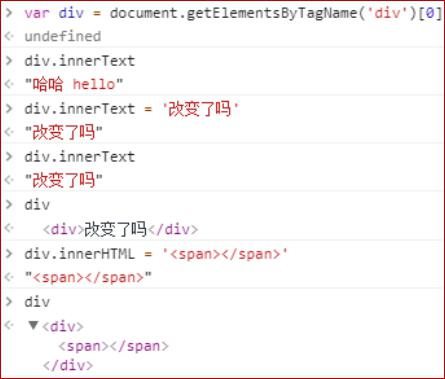 > var div = document.getElementsByTagName('div')[0]
< undefined
> div.innerText
< "哈哈 hello"
> div.innerText = '改变了吗'
< "改变了吗"
> div.innerText
< "改变了吗"
> div
< <div>改变了吗</div>
> div.innerHTML = '<span></span>'
< "<span></span>"
> div
< ▼<div>
<span></span>
</div>